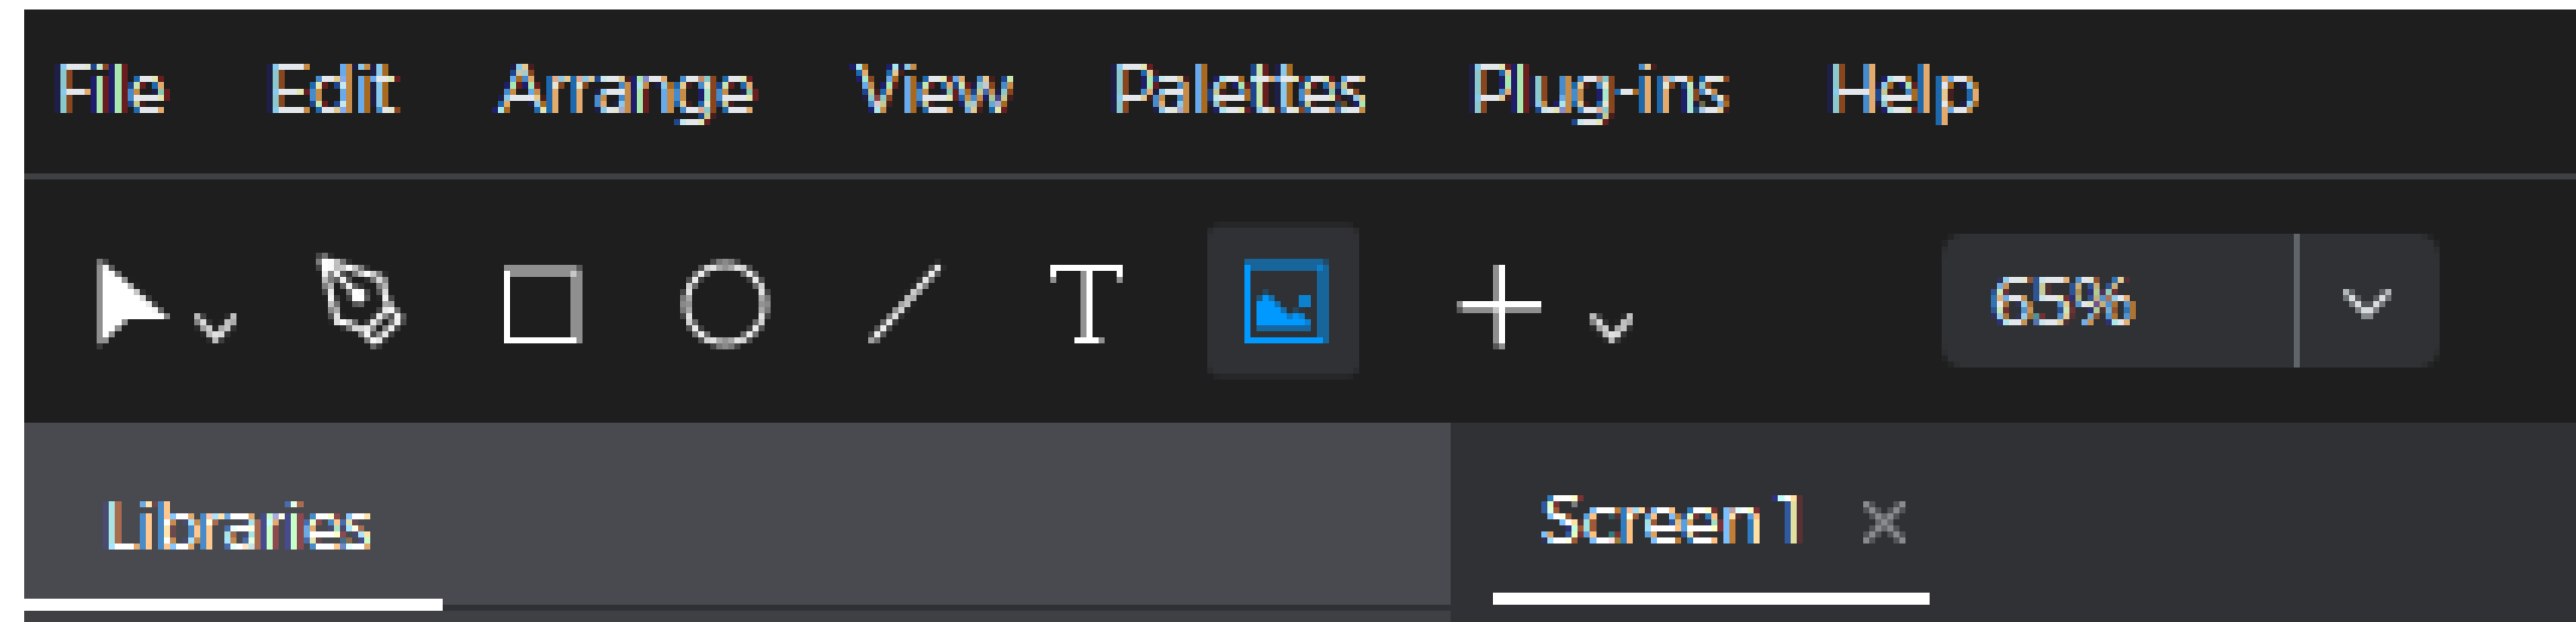 File Edit Arrange View Palettes Plug-ins Help
65%
Libraries
Screen 1